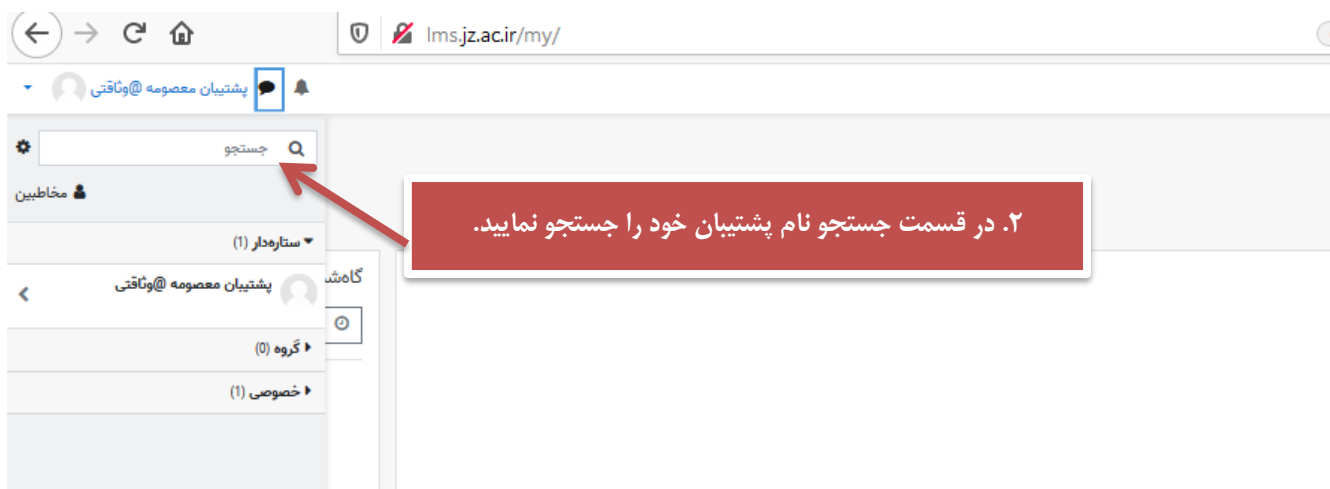 lms.jz.ac.ir/my/
پشتیبان معصومه @وثاقتی
جستجو
مخاطبین
۲. در قسمت جستجو نام پشتیبان خود را جستجو نمایید.
ستاره‌دار (1)
گاه‌ش
پشتیبان معصومه @وثاقتی
گروه (0)
خصوصی (1)